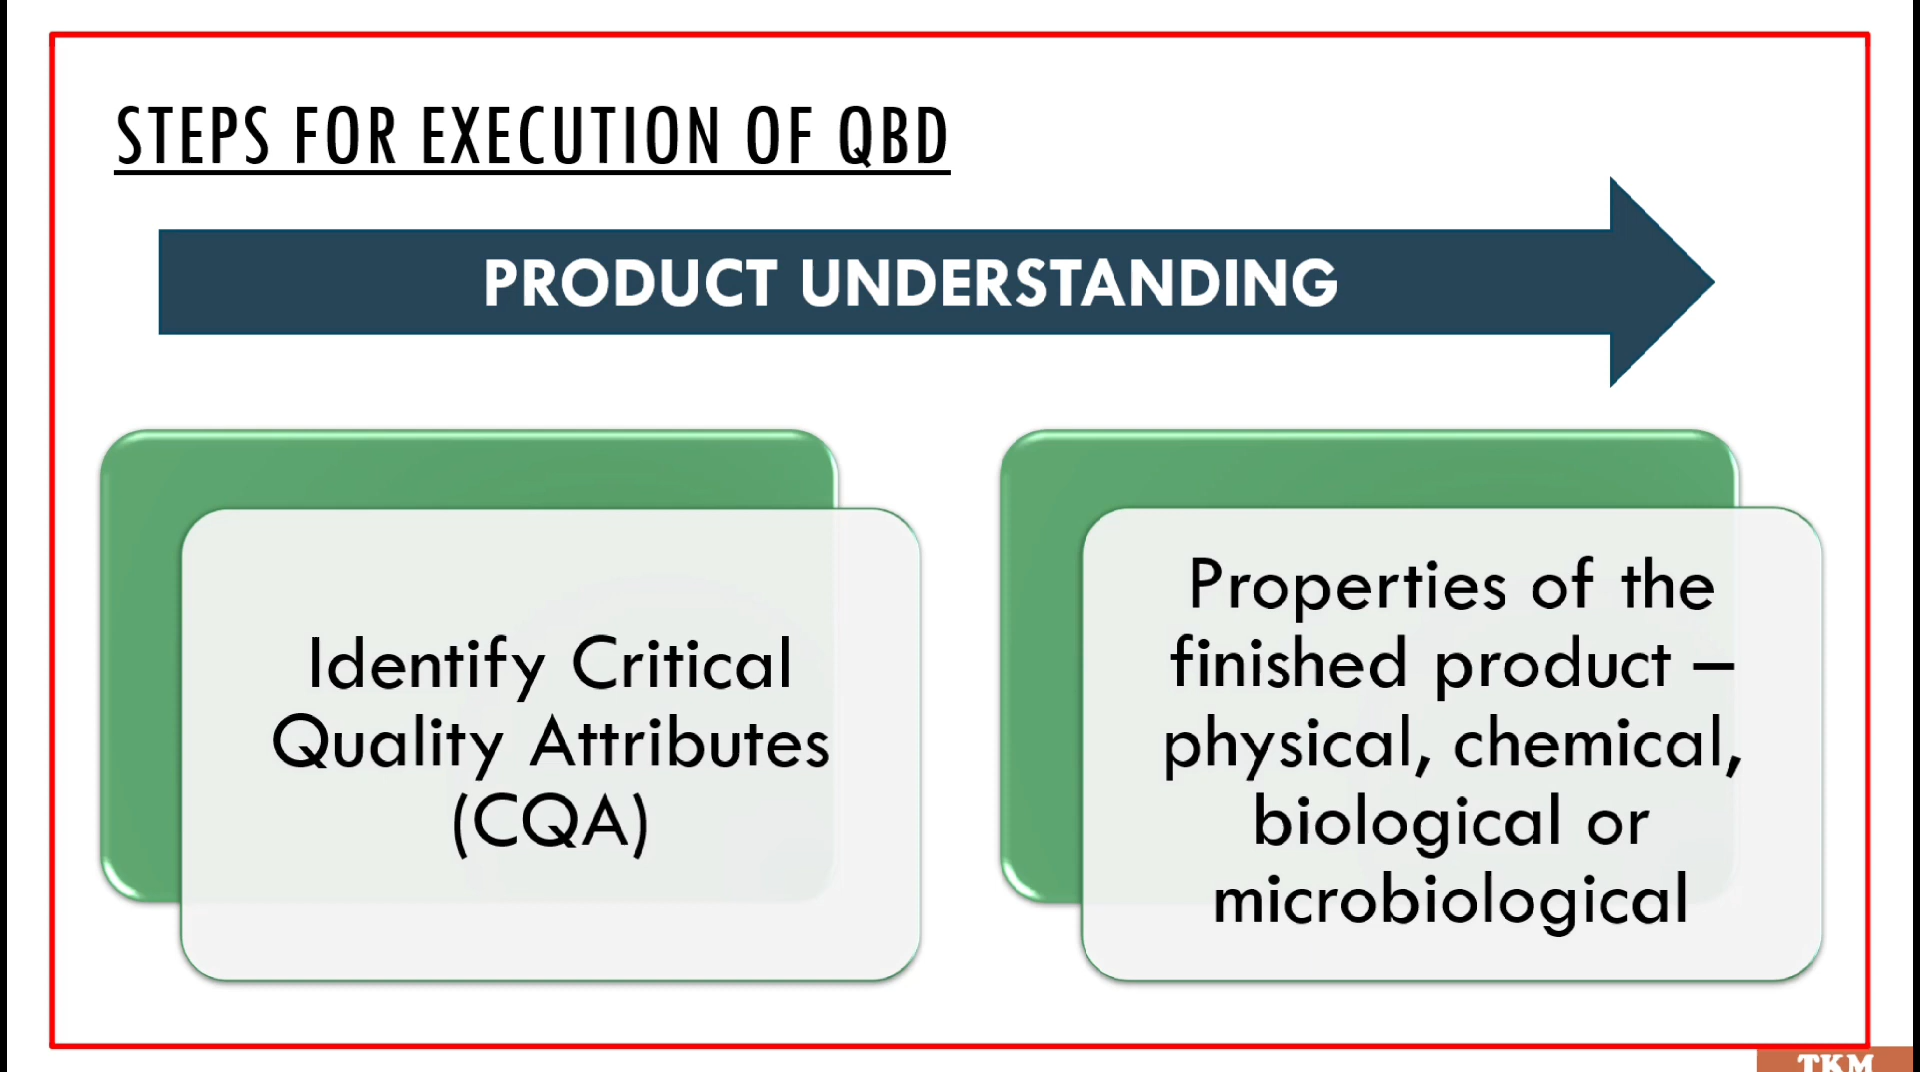 STEPS FOR EXECUTION OF QBD
PRODUCT UNDERSTANDING
Identify Critical
Quality Attributes
(CQA)
Properties of the
finished product –
physical, chemical,
biological or
microbiological
TKM